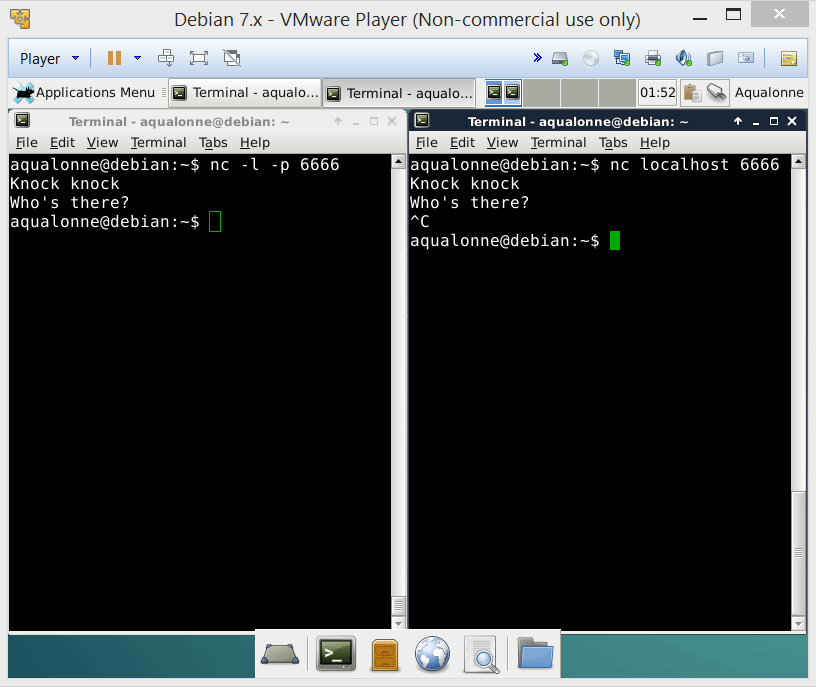 Debian 7.x - VMware Player (Non-commercial use only)
Player
Applications Menu
Terminal - aqualo...
Terminal - aqualo...
01:52
Aqualonne
Terminal - aqualonne@debian: ~
File Edit View Terminal Tabs Help
aqualonne@debian:~$ nc -l -p 6666
Knock knock
Who's there?
aqualonne@debian:~$
Terminal - aqualonne@debian: ~
File Edit View Terminal Tabs Help
aqualonne@debian:~$ nc localhost 6666
Knock knock
Who's there?
^C
aqualonne@debian:~$